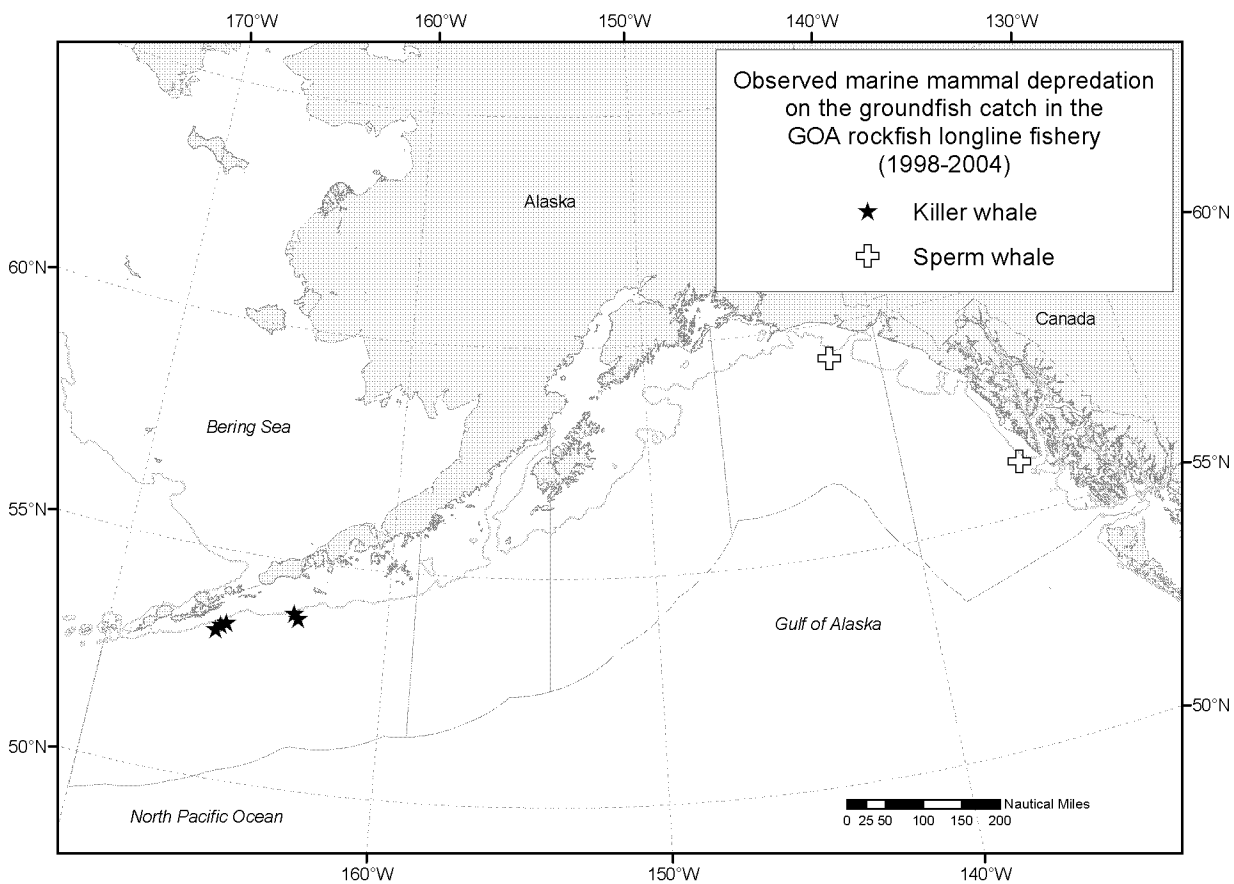 170°W 160°W 150°W 140°W 130°W
Observed marine mammal depredation
on the groundfish catch in the
GOA rockfish longline fishery
(1998-2004)
Killer whale
Sperm whale
Alaska
60°N
60°N
Canada
Bering Sea
55°N
55°N
Gulf of Alaska
50°N
50°N
North Pacific Ocean
Nautical Miles
0 25 50 100 150 200
160°W 150°W 140°W